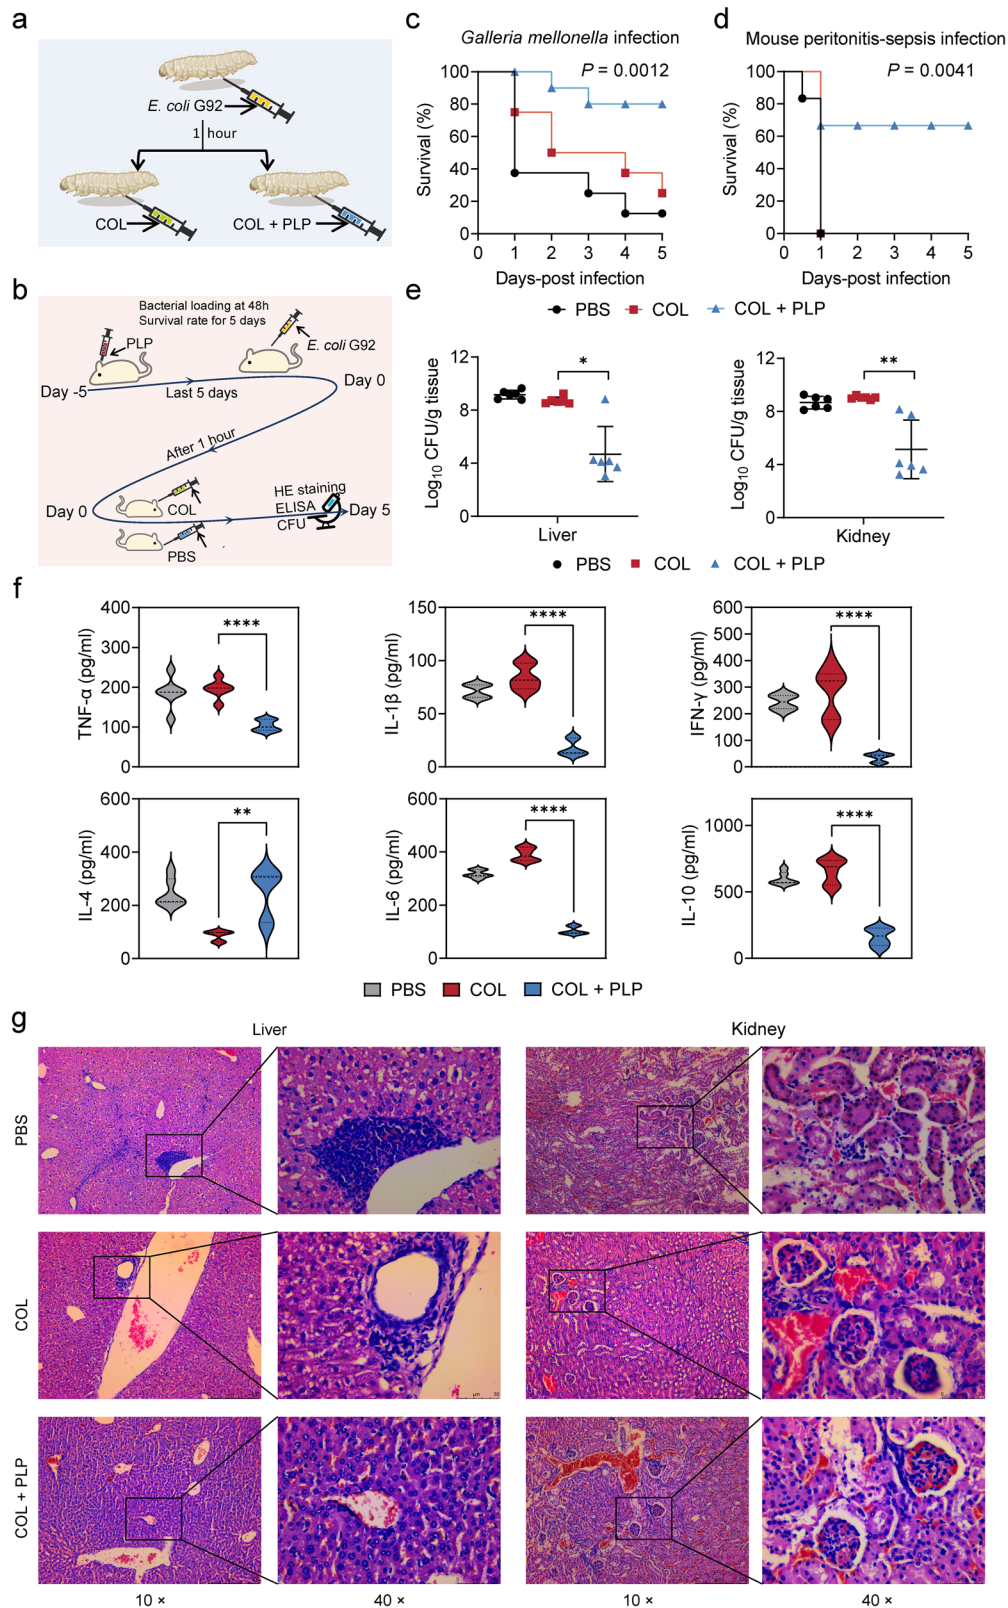 a
E. coli G92
1 hour
COL
COL + PLP
b
Bacterial loading at 48h
Survival rate for 5 days
PLP
E. coli G92
Day -5
Last 5 days
Day 0
After 1 hour
Day 0
COL
PBS
HE staining
ELISA
CFU
Day 5
c
Galleria mellonella infection
P = 0.0012
Survival (%)
100
80
60
40
20
0
0 1 2 3 4 5
Days-post infection
d
Mouse peritonitis-sepsis infection
P = 0.0041
Survival (%)
100
80
60
40
20
0
0 1 2 3 4 5
Days-post infection
PBS COL COL + PLP
e
Log10 CFU/g tissue
12
8
4
0
*
Liver
Log10 CFU/g tissue
12
8
4
0
**
Kidney
PBS COL COL + PLP
f
TNF-α (pg/ml)
400
300
200
100
0
****
IL-1β (pg/ml)
150
100
50
0
****
IFN-γ (pg/ml)
600
500
400
300
200
100
0
****
IL-4 (pg/ml)
600
400
200
0
**
IL-6 (pg/ml)
600
400
200
0
****
IL-10 (pg/ml)
1000
500
0
****
PBS COL COL + PLP
g
Liver
Kidney
PBS
COL
COL + PLP
10 ×
40 ×
10 ×
40 ×